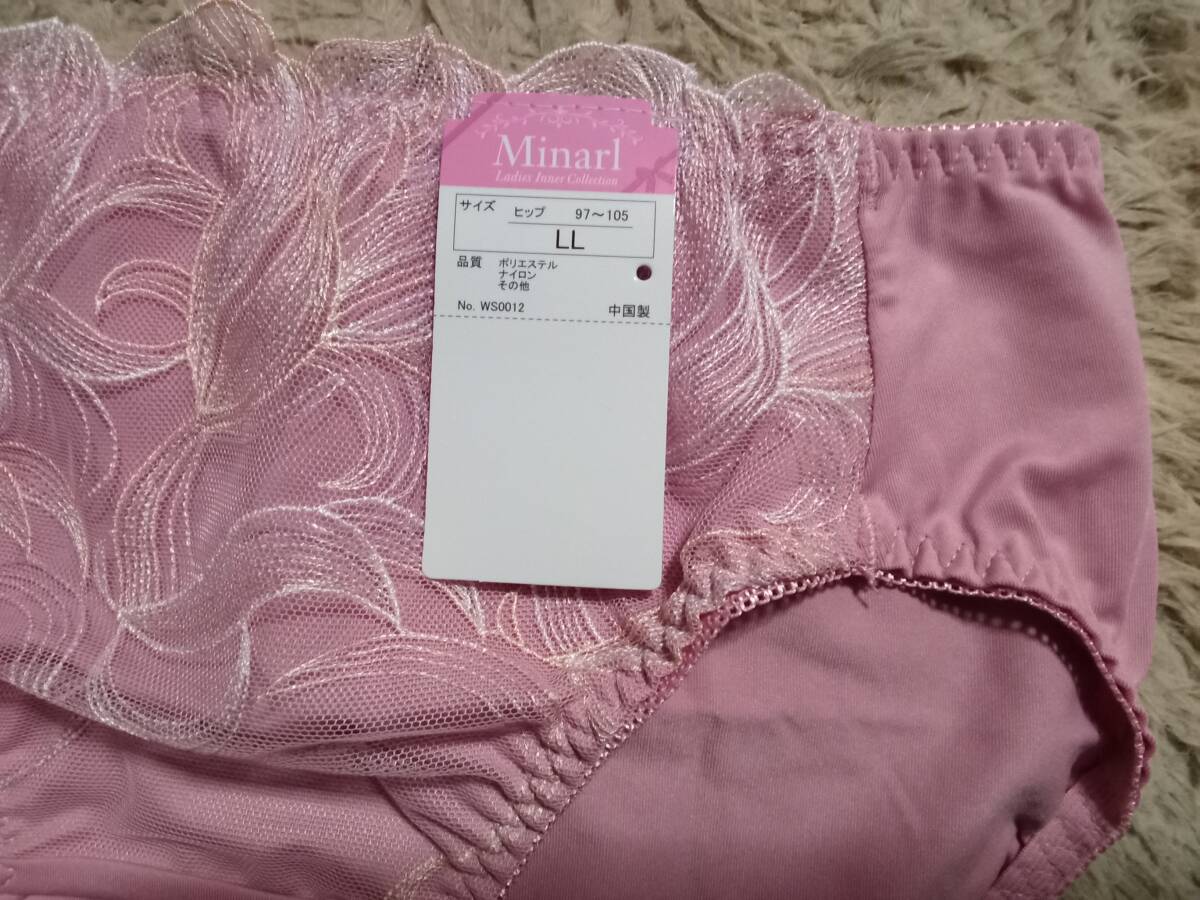 Minarl
Ladies Inner Collection
サイズ
ヒップ 97～105
LL
品質 ポリエステル
ナイロン
その他
No. WS0012 中国製